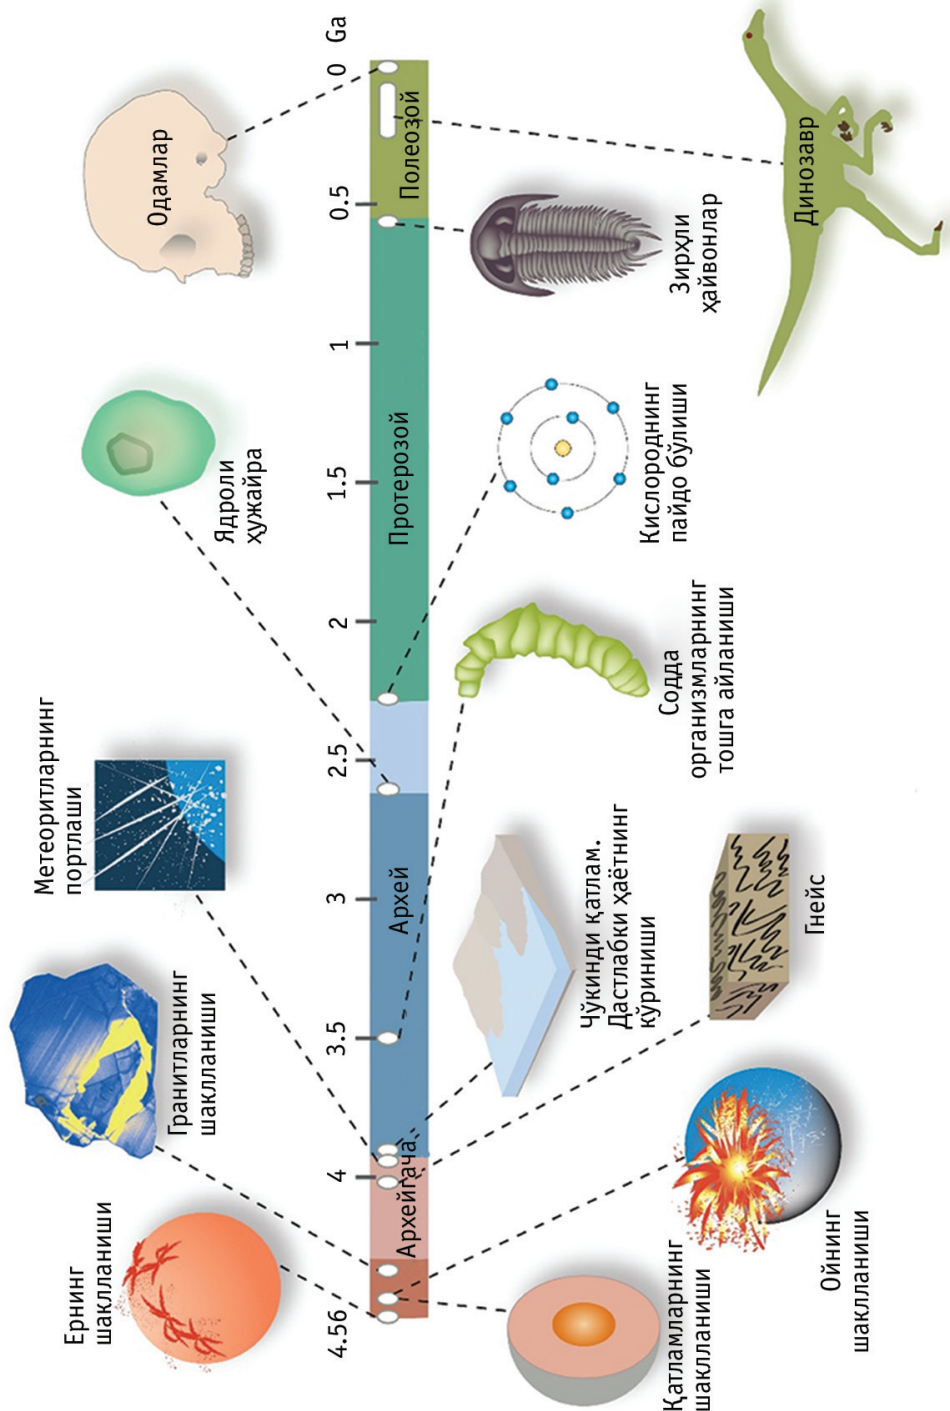 Ернинг
шаклланиши
Гранитларнинг
шаклланиши
Метеоритларнинг
портлаши
Ядроли
ҳужайра
Одамлар
4.56
4
3.5
3
2.5
2
1.5
1
0.5
0
Ga
Архейгача
Архей
Протерозой
Полеозой
Қатламларнинг
шаклланиши
Ойнинг
шаклланиши
Чўкинди қатлам.
Дастлабки ҳаётнинг
кўриниши
Гнейс
Содда
организмларнинг
тошга айланиши
Кислороднинг
пайдо бўлиши
Зирҳли
ҳайвонлар
Динозавр